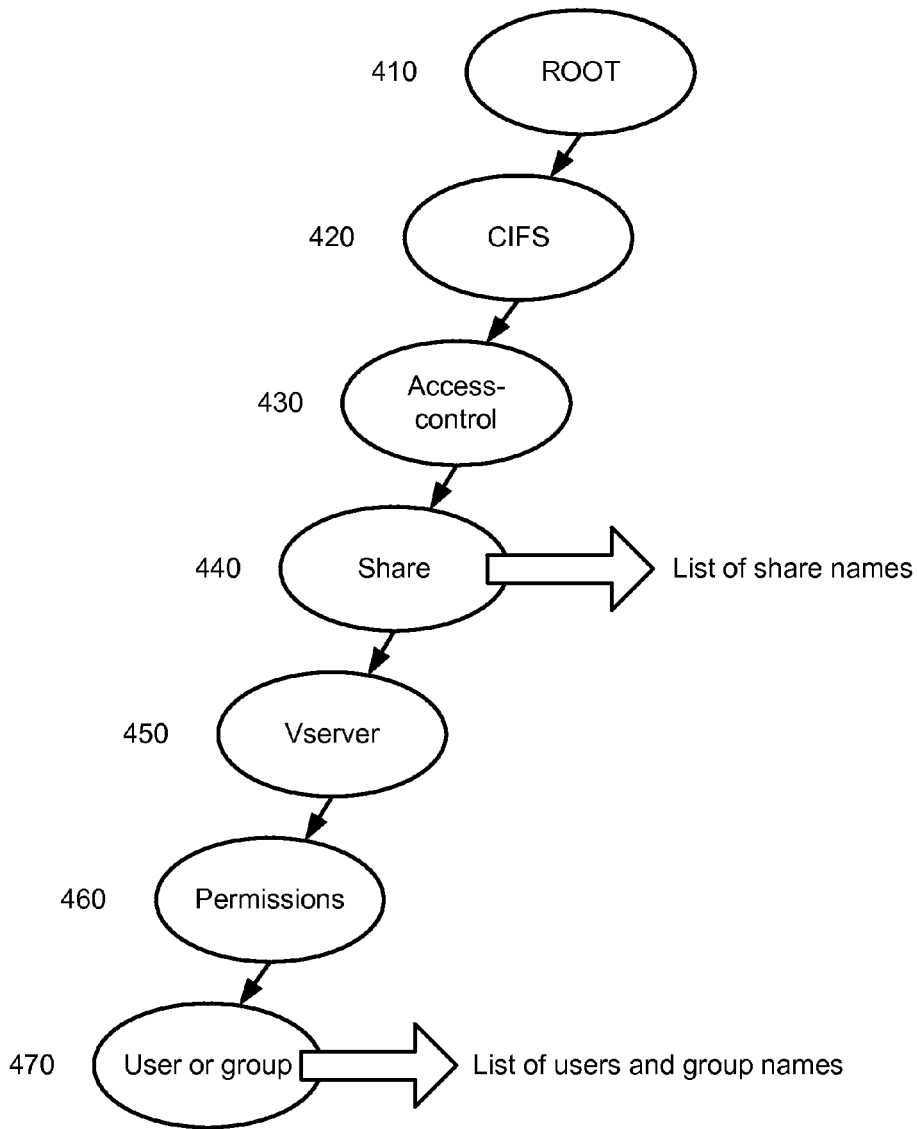 410 ROOT
420 CIFS
430 Access-
control
440 Share List of share names
450 Vserver
460 Permissions
470 User or group List of users and group names